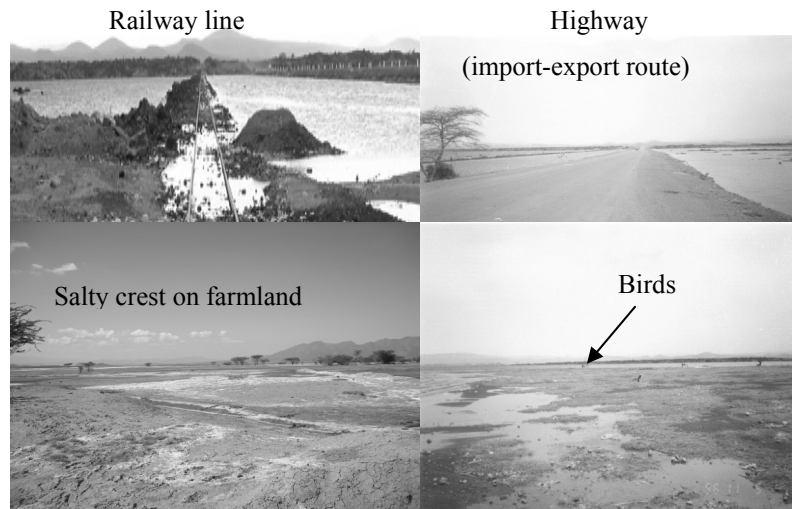 Railway line
Highway
(import-export route)
Salty crest on farmland
Birds